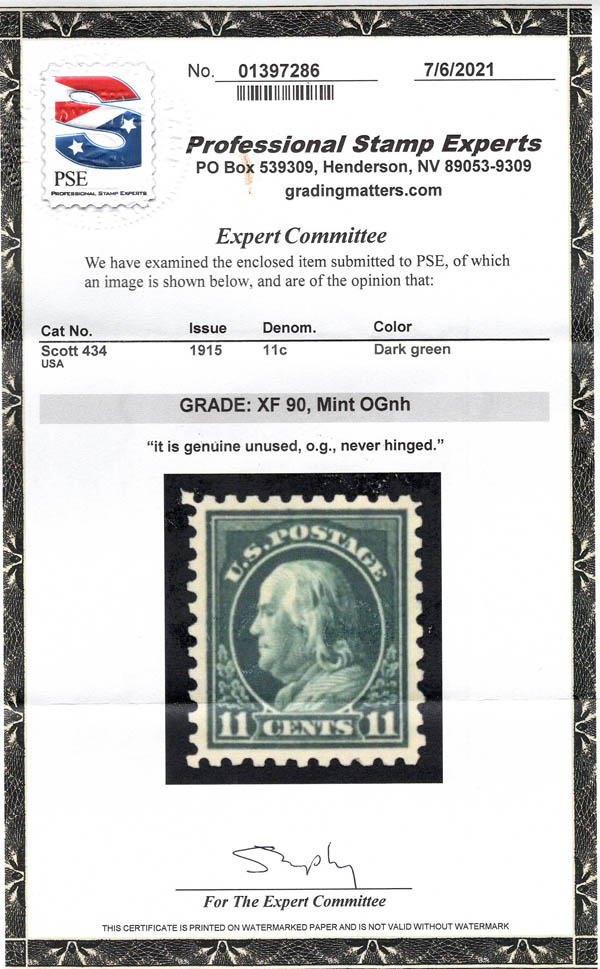 PSE
PROFESSIONAL STAMP EXPERTS
No. 01397286 7/6/2021
Professional Stamp Experts
PO Box 539309, Henderson, NV 89053-9309
gradingmatters.com
Expert Committee
We have examined the enclosed item submitted to PSE, of which
an image is shown below, and are of the opinion that:
Cat No. Issue Denom. Color
Scott 434 1915 11c Dark green
USA
GRADE: XF 90, Mint OGnh
“it is genuine unused, o.g., never hinged.”
U.S. POSTAGE
11 CENTS 11
For The Expert Committee
THIS CERTIFICATE IS PRINTED ON WATERMARKED PAPER AND IS NOT VALID WITHOUT WATERMARK